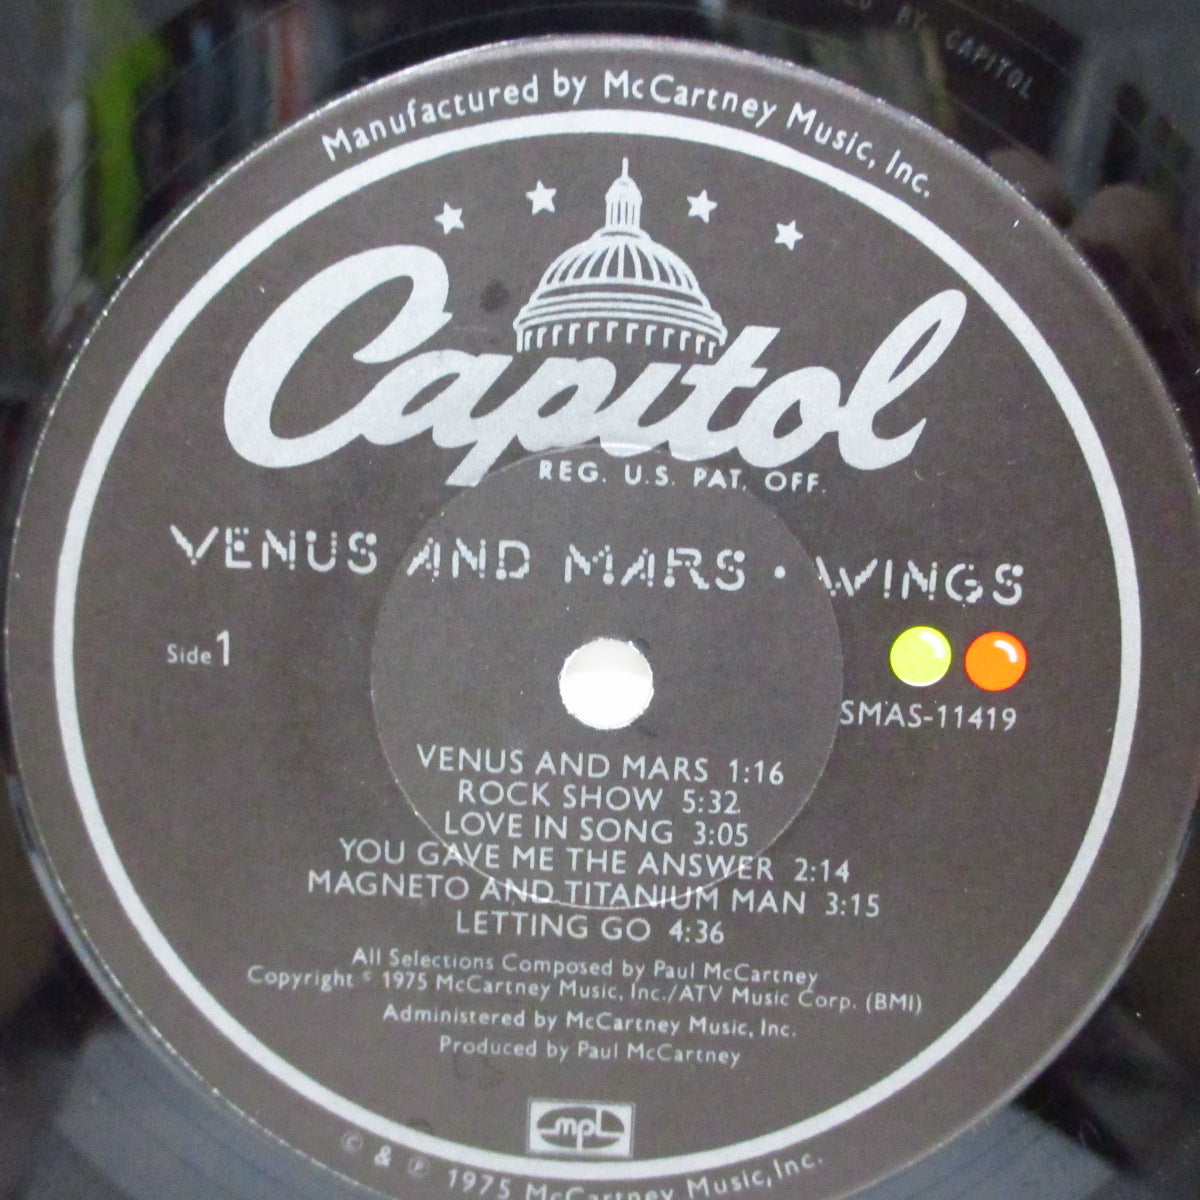 ED BY CAPITOL
Manufactured by McCartney Music, Inc.
Capitol
REG. U.S. PAT. OFF.
VENUS AND MARS • WINGS
Side 1
SMAS-11419
VENUS AND MARS 1:16
ROCK SHOW 5:32
LOVE IN SONG 3:05
YOU GAVE ME THE ANSWER 2:14
MAGNETO AND TITANIUM MAN 3:15
LETTING GO 4:36
All Selections Composed by Paul McCartney
Copyright © 1975 McCartney Music, Inc./ATV Music Corp. (BMI)
Administered by McCartney Music, Inc.
Produced by Paul McCartney
mpl
© & ℗ 1975 McCartney Music, Inc.